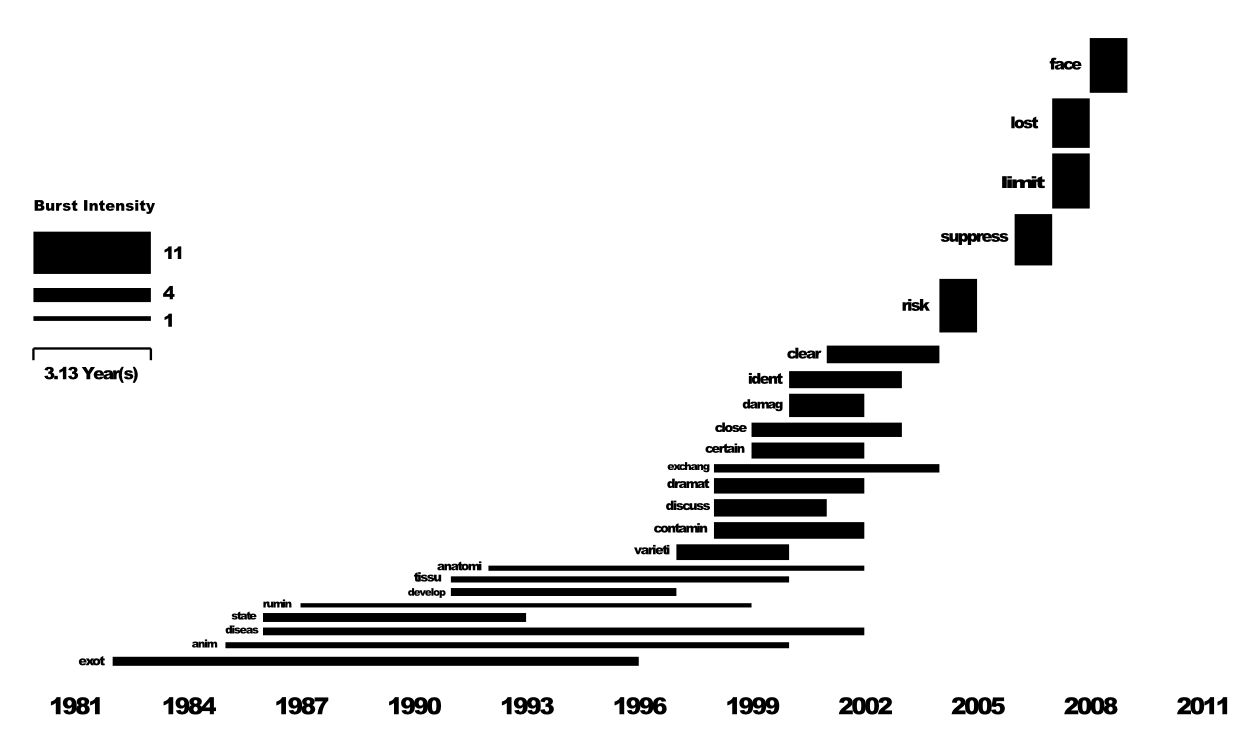 face
lost
limit
Burst Intensity
suppress
11
4
risk
1
clear
3.13 Year(s)
ident
damag
close
certain
exchang
dramat
discuss
contamin
varieti
anatomi
tissu
develop
rumin
state
diseas
anim
exot
1981 1984 1987 1990 1993 1996 1999 2002 2005 2008 2011